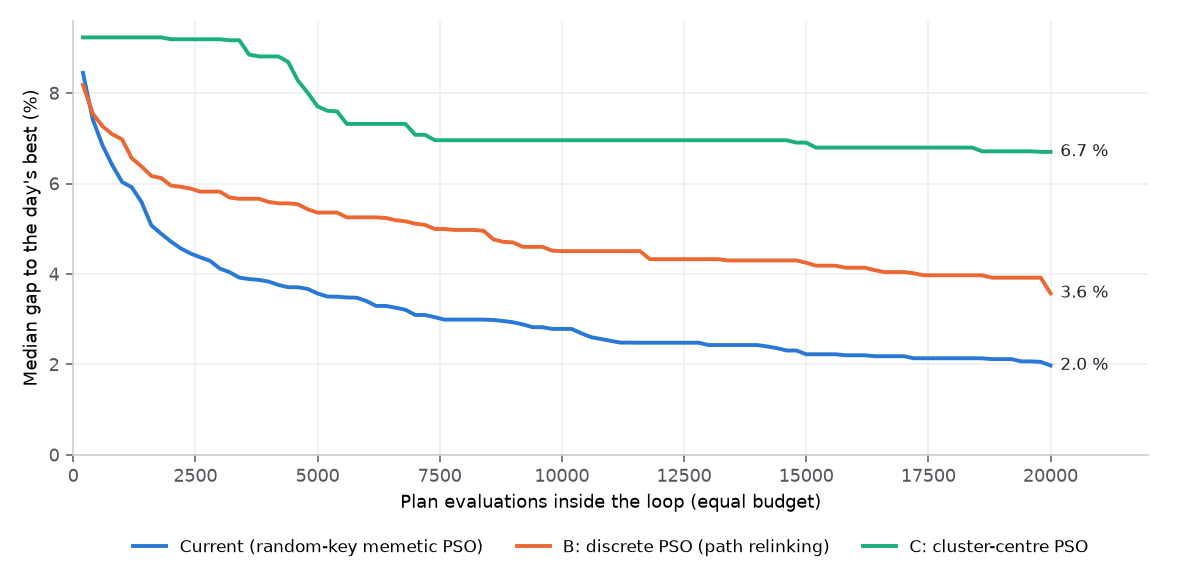 Median gap to the day's best (%)
8
6
4
2
0
6.7 %
3.6 %
2.0 %
0 2500 5000 7500 10000 12500 15000 17500 20000
Plan evaluations inside the loop (equal budget)
Current (random-key memetic PSO) B: discrete PSO (path relinking) C: cluster-centre PSO